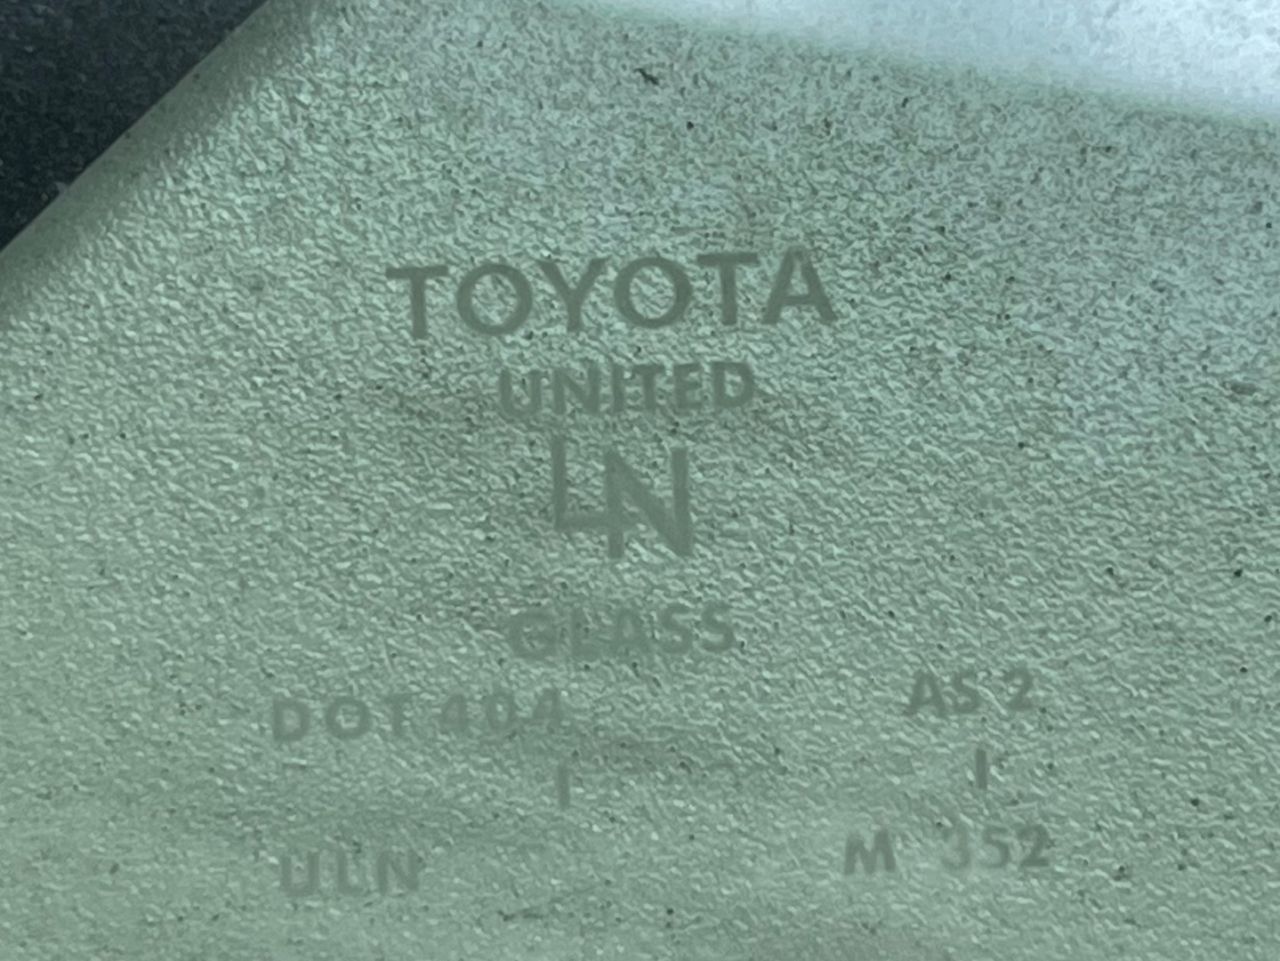 TOYOTA
UNITED
LN
GLASS
DOT 404 AS 2
I I
ULN M 352